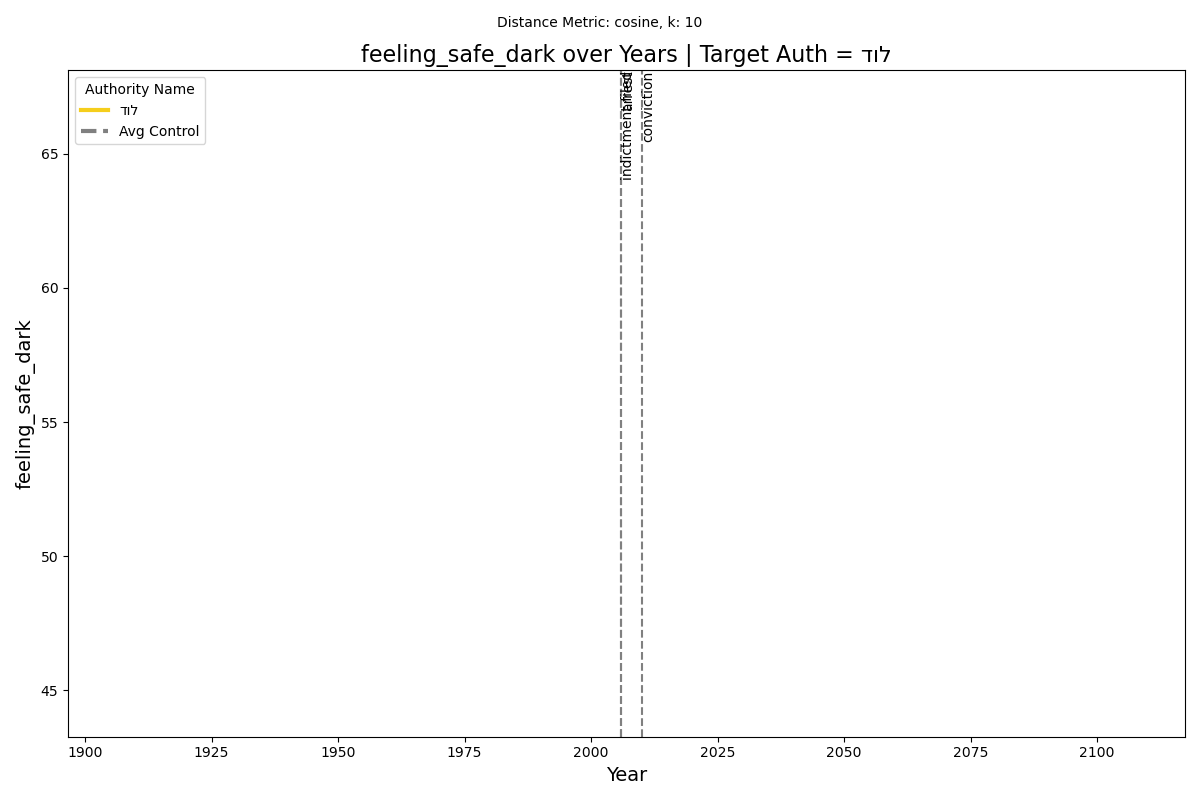 Distance Metric: cosine, k: 10
feeling_safe_dark over Years | Target Auth = לוד
Authority Name
לוד
Avg Control
indictment
conviction
65
60
55
50
45
feeling_safe_dark
1900 1925 1950 1975 2000 2025 2050 2075 2100
Year